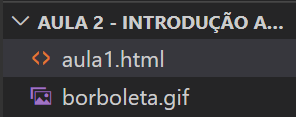 AULA 2 - INTRODUÇÃO A...
aula1.html
borboleta.gif